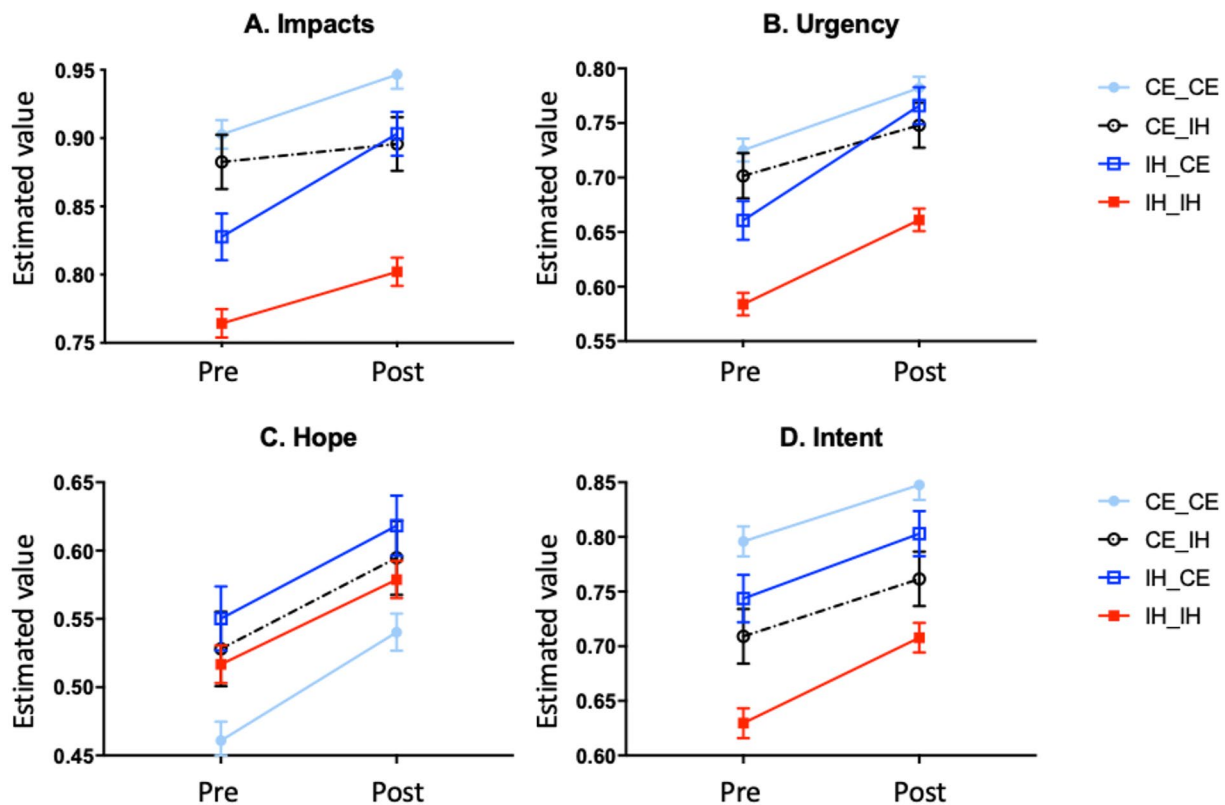 A. Impacts
B. Urgency
Estimated value
0.95
0.90
0.85
0.80
0.75
Pre
Post
Estimated value
0.80
0.75
0.70
0.65
0.60
0.55
Pre
Post
CE_CE
CE_IH
IH_CE
IH_IH
C. Hope
D. Intent
Estimated value
0.65
0.60
0.55
0.50
0.45
Pre
Post
Estimated value
0.85
0.80
0.75
0.70
0.65
0.60
Pre
Post
CE_CE
CE_IH
IH_CE
IH_IH